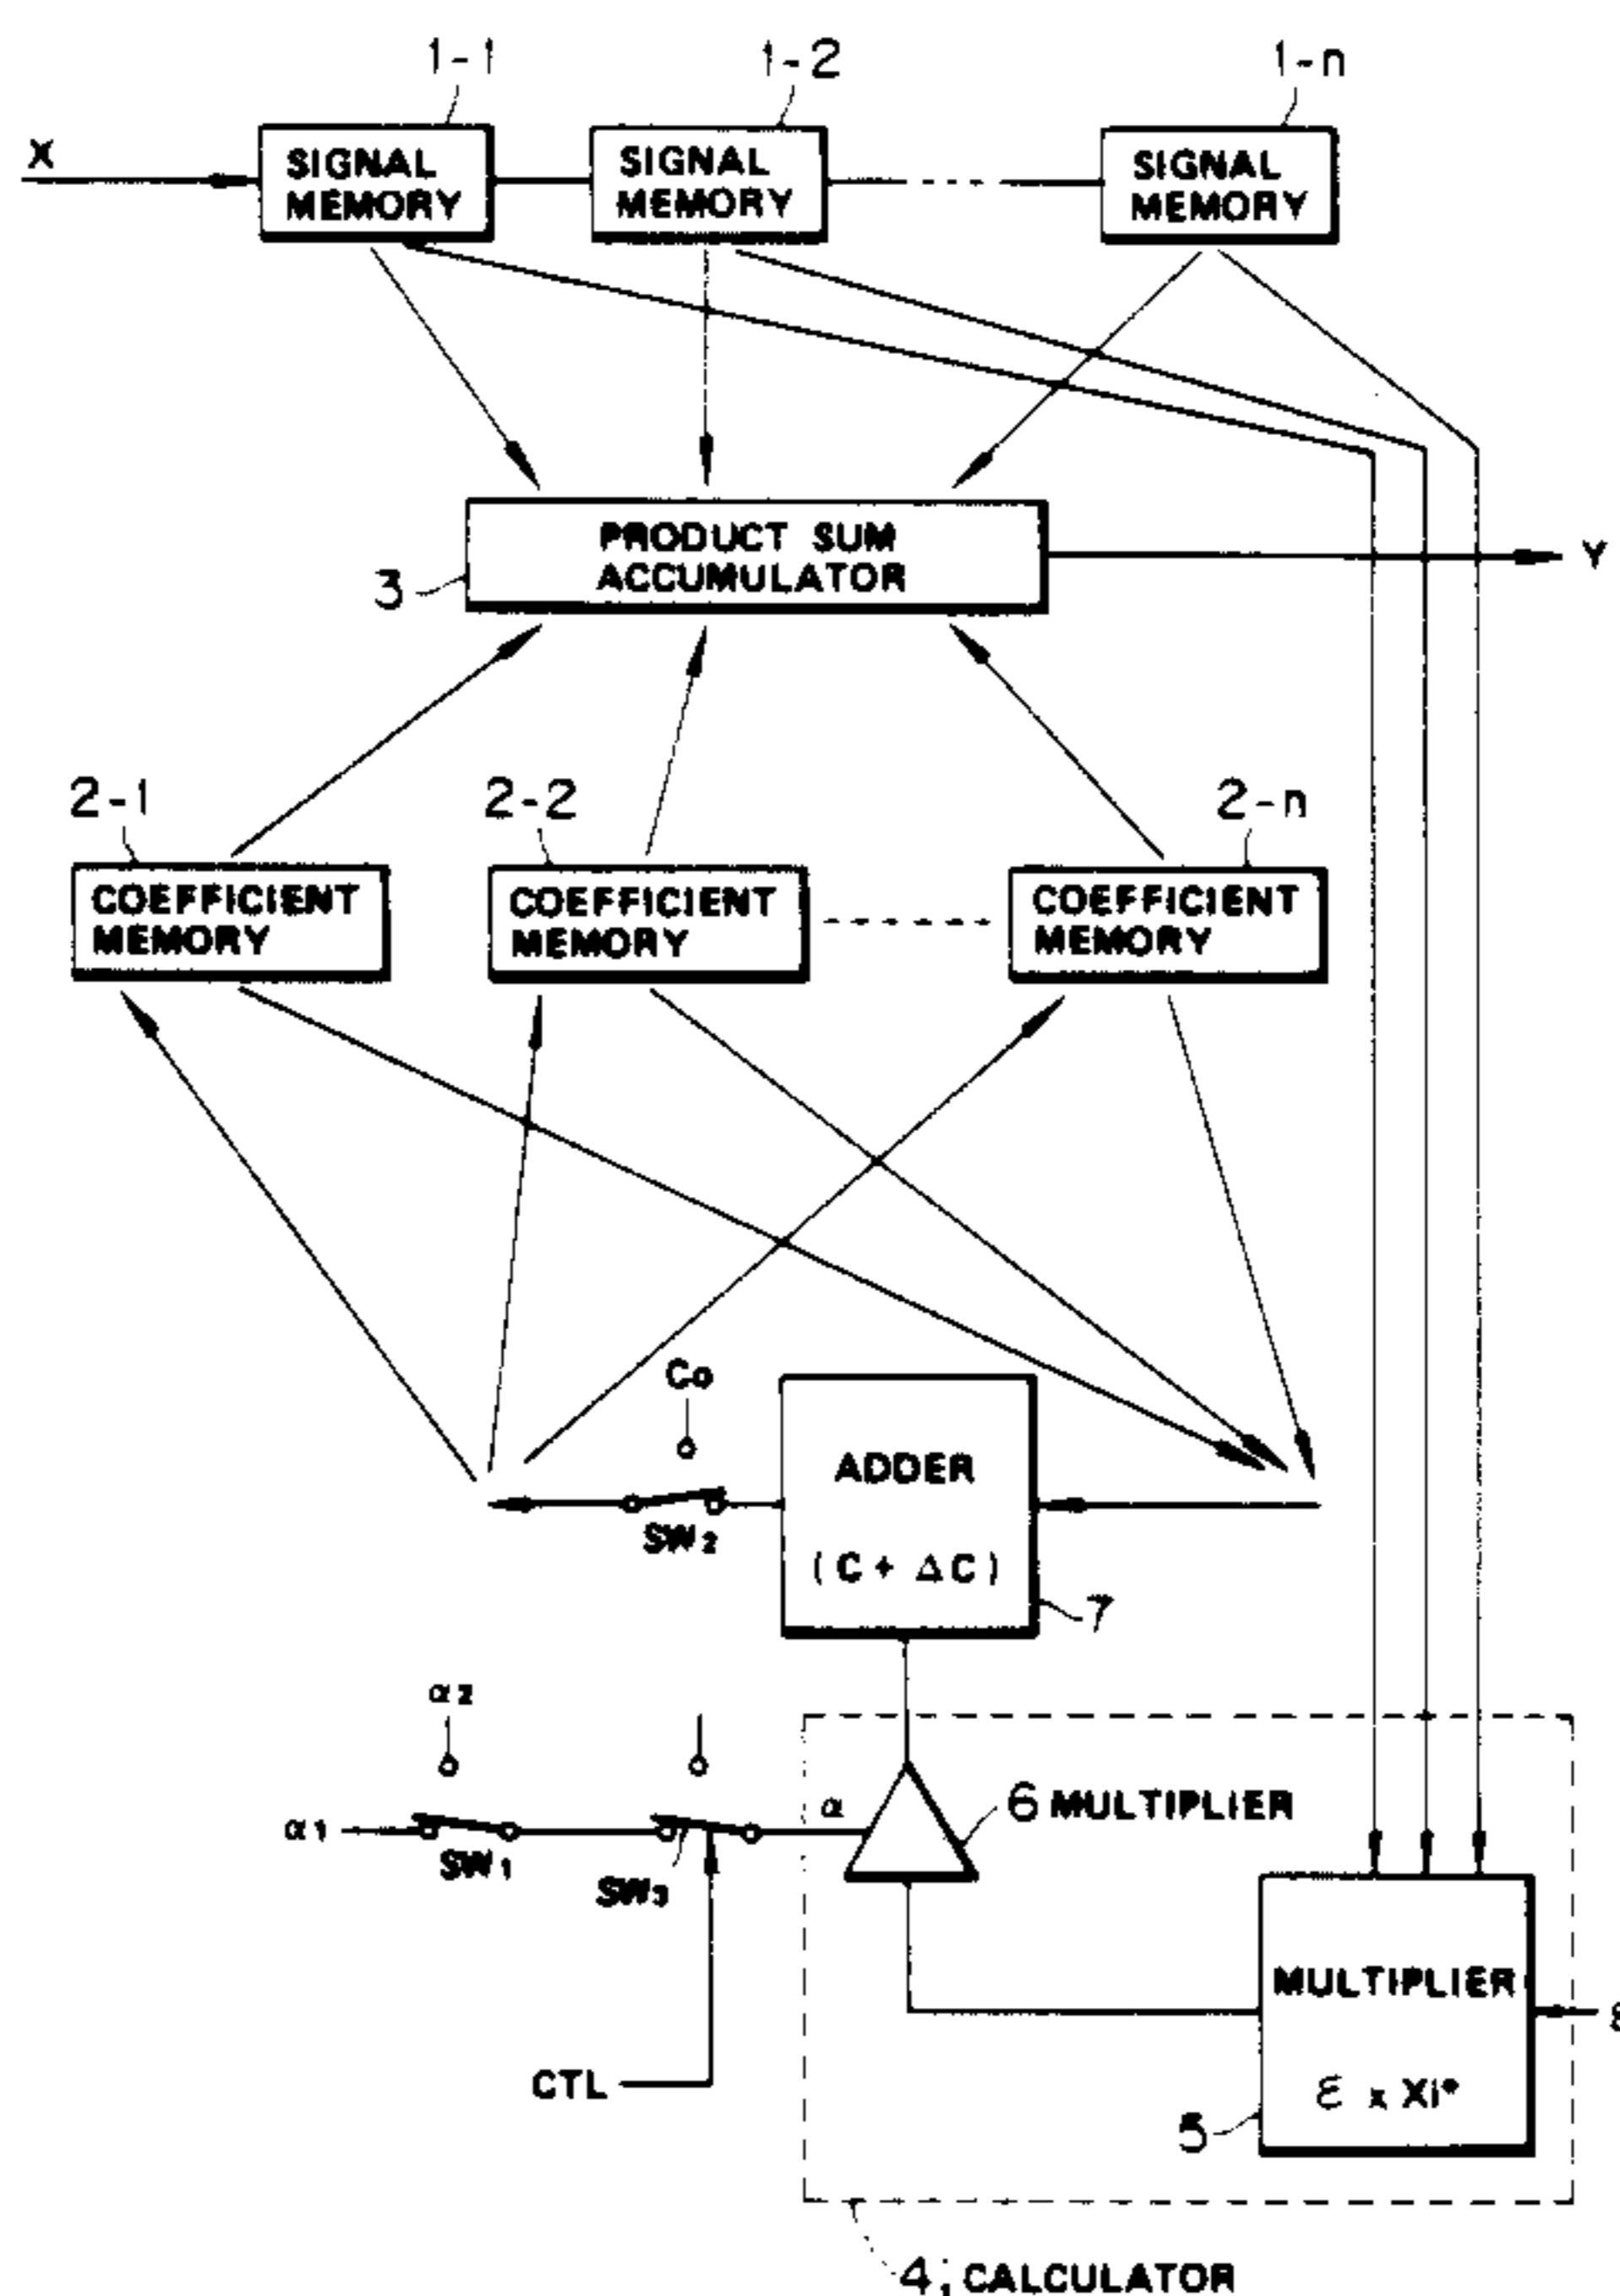 1-1
1-2
1-n
X
SIGNAL
MEMORY
SIGNAL
MEMORY
SIGNAL
MEMORY
PRODUCT SUM
ACCUMULATOR
3
Y
2-1
2-2
2-n
COEFFICIENT
MEMORY
COEFFICIENT
MEMORY
COEFFICIENT
MEMORY
Co
ADDER
(C + ΔC)
SW2
7
α2
α1
SW1
SW3
α
6 MULTIPLIER
MULTIPLIER
ε x Xi*
5
CTL
4; CALCULATOR